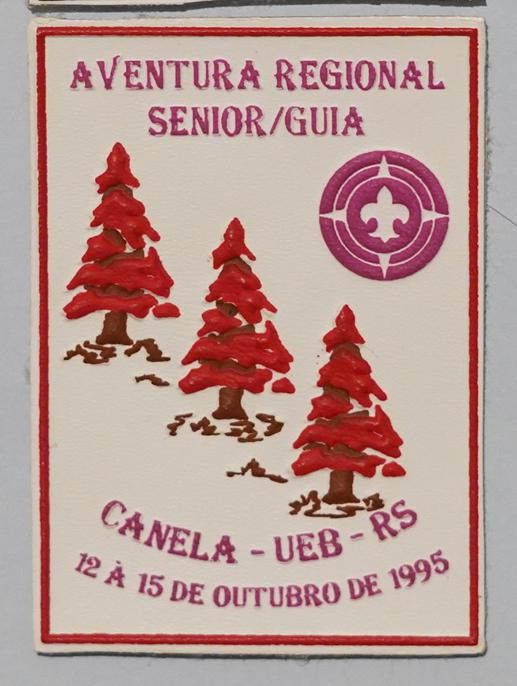 AVENTURA REGIONAL
SENIOR/GUIA
CANELA - UEB - RS
12 À 15 DE OUTUBRO DE 1995